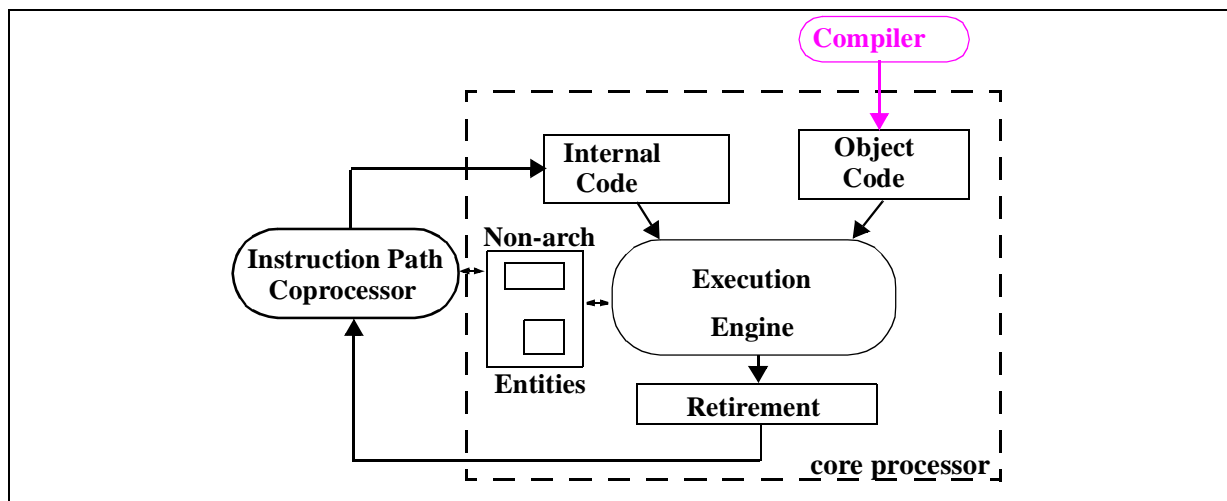 Compiler
Internal
Code
Object
Code
Non-arch
Instruction Path
Coprocessor
Execution
Engine
Entities
Retirement
core processor